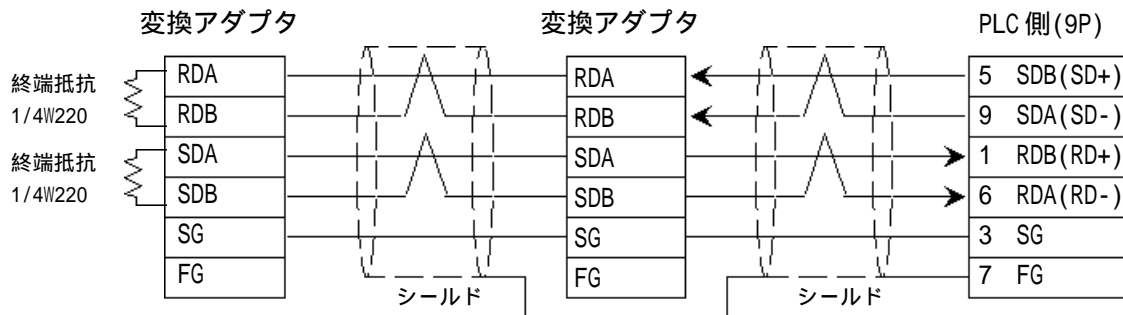 変換アダプタ 変換アダプタ PLC側(9P)
終端抵抗
1/4W220
終端抵抗
1/4W220
RDA
RDB
SDA
SDB
SG
FG
シールド
RDA
RDB
SDA
SDB
SG
FG
シールド
5 SDB(SD+)
9 SDA(SD-)
1 RDB(RD+)
6 RDA(RD-)
3 SG
7 FG